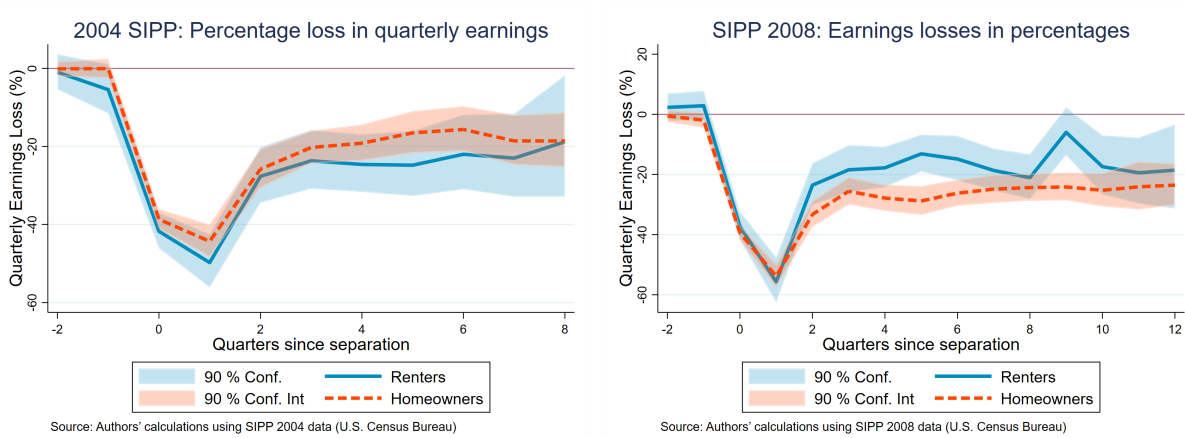 2004 SIPP: Percentage loss in quarterly earnings
Quarterly Earnings Loss (%)
0
-20
-40
-60
-2 0 2 4 6 8
Quarters since separation
90 % Conf. Renters
90 % Conf. Int Homeowners
Source: Authors' calculations using SIPP 2004 data (U.S. Census Bureau)
SIPP 2008: Earnings losses in percentages
Quarterly Earnings Loss (%)
20
0
-20
-40
-60
-2 0 2 4 6 8 10 12
Quarters since separation
90 % Conf. Renters
90 % Conf. Int Homeowners
Source: Authors' calculations using SIPP 2008 data (U.S. Census Bureau)